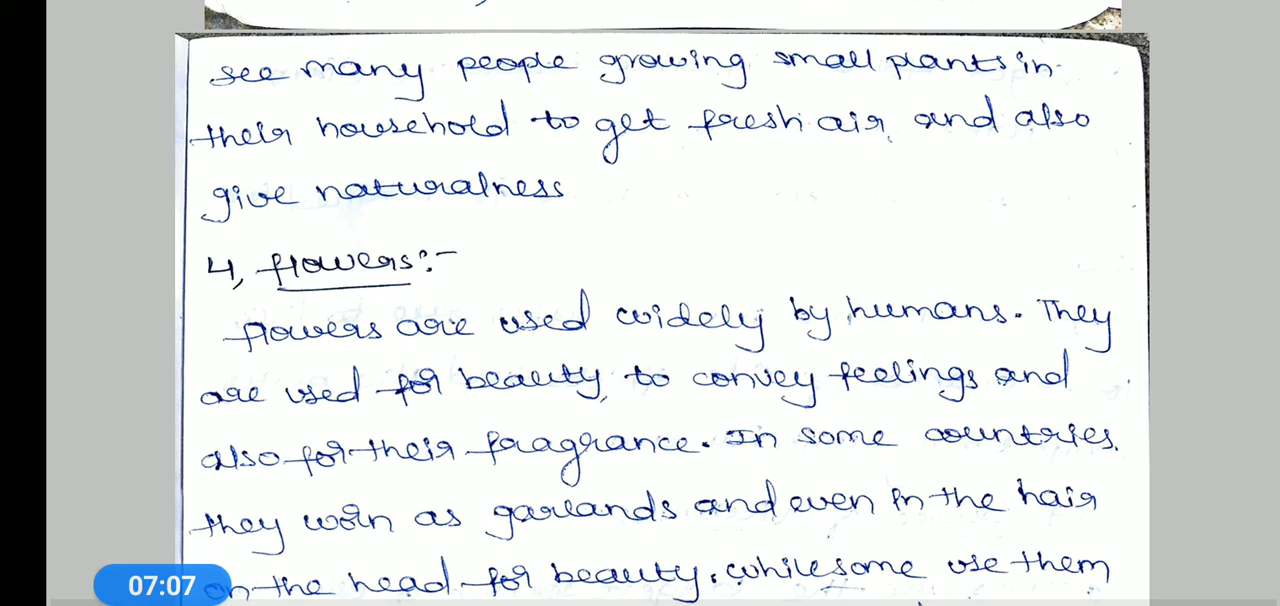 see many people growing small plants in
their household to get fresh air, and also
give naturalness
4, flowers:-
flowers are used widely by humans. They
are used for beauty, to convey feelings and
also for their fragrance. In some countries.
they worn as garlands and even in the hair
on the head for beauty. while some use them
07:07